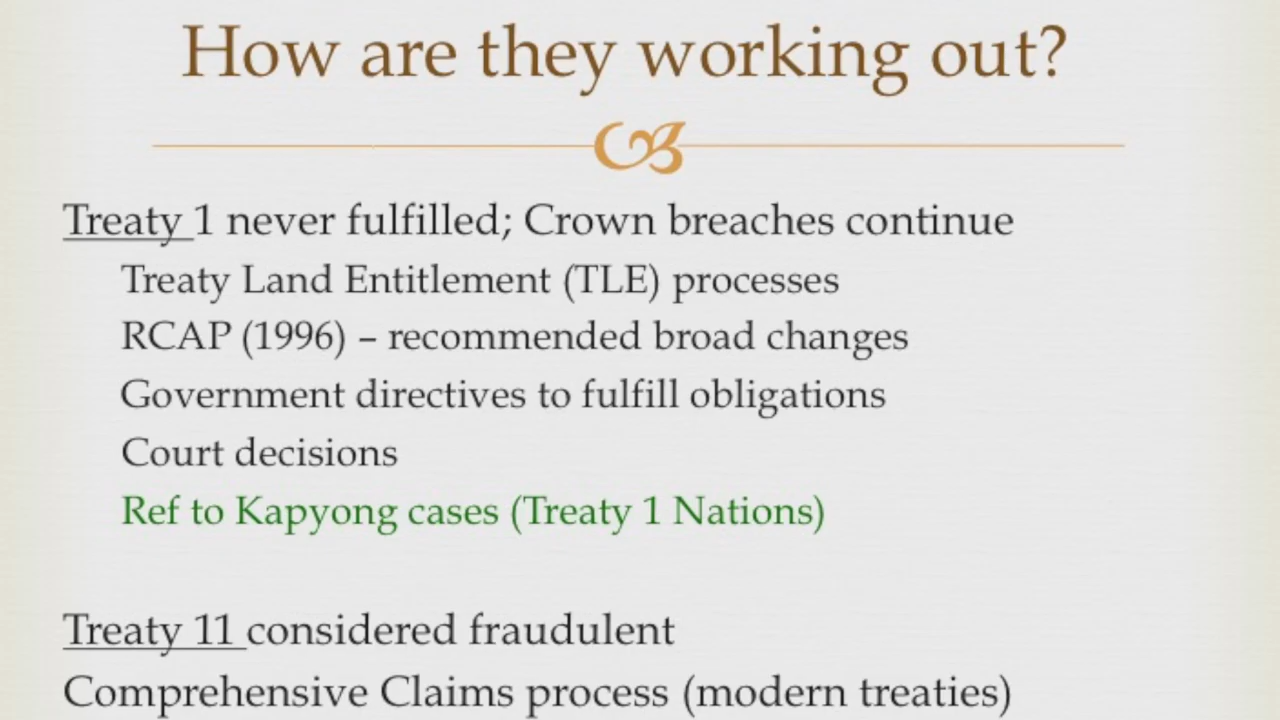 How are they working out?
Treaty 1 never fulfilled; Crown breaches continue
Treaty Land Entitlement (TLE) processes
RCAP (1996) – recommended broad changes
Government directives to fulfill obligations
Court decisions
Ref to Kapyong cases (Treaty 1 Nations)
Treaty 11 considered fraudulent
Comprehensive Claims process (modern treaties)